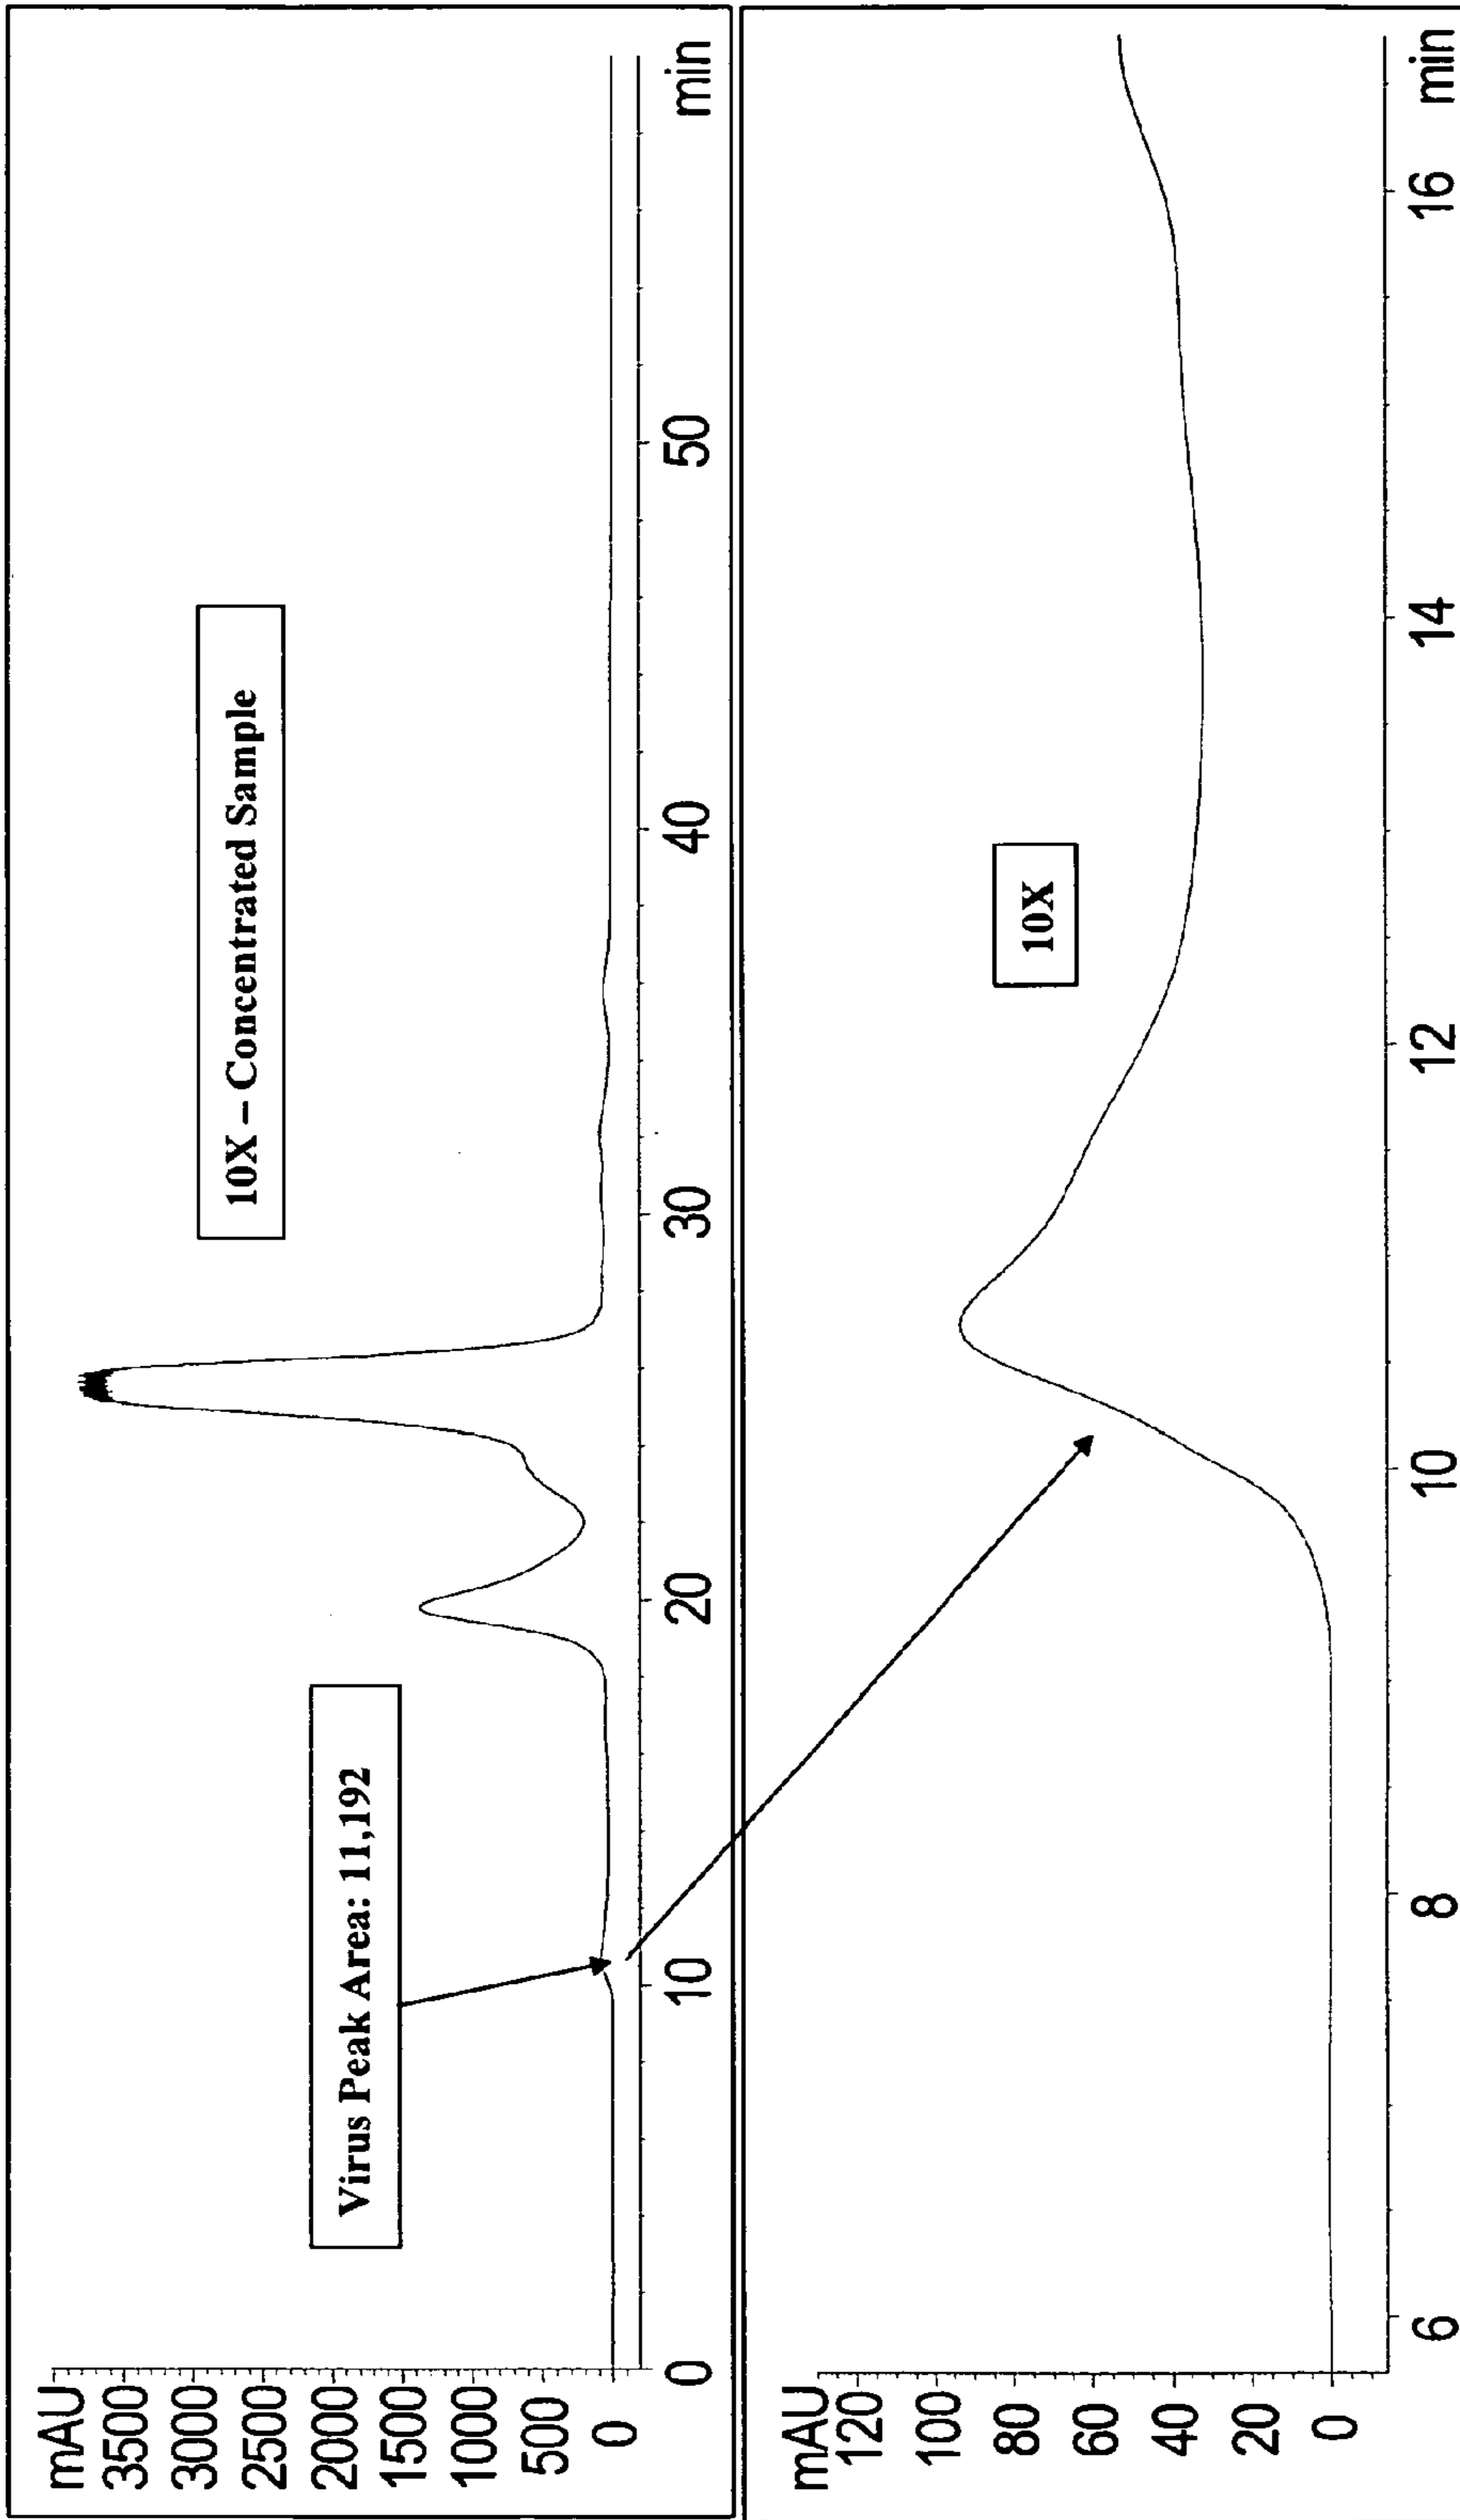 mAU
3500
3000
2500
2000
1500
1000
500
0
10X – Concentrated Sample
Virus Peak Area: 11,192
0 10 20 30 40 50 min
mAU
120
100
80
60
40
20
0
10X
6 8 10 12 14 16 min